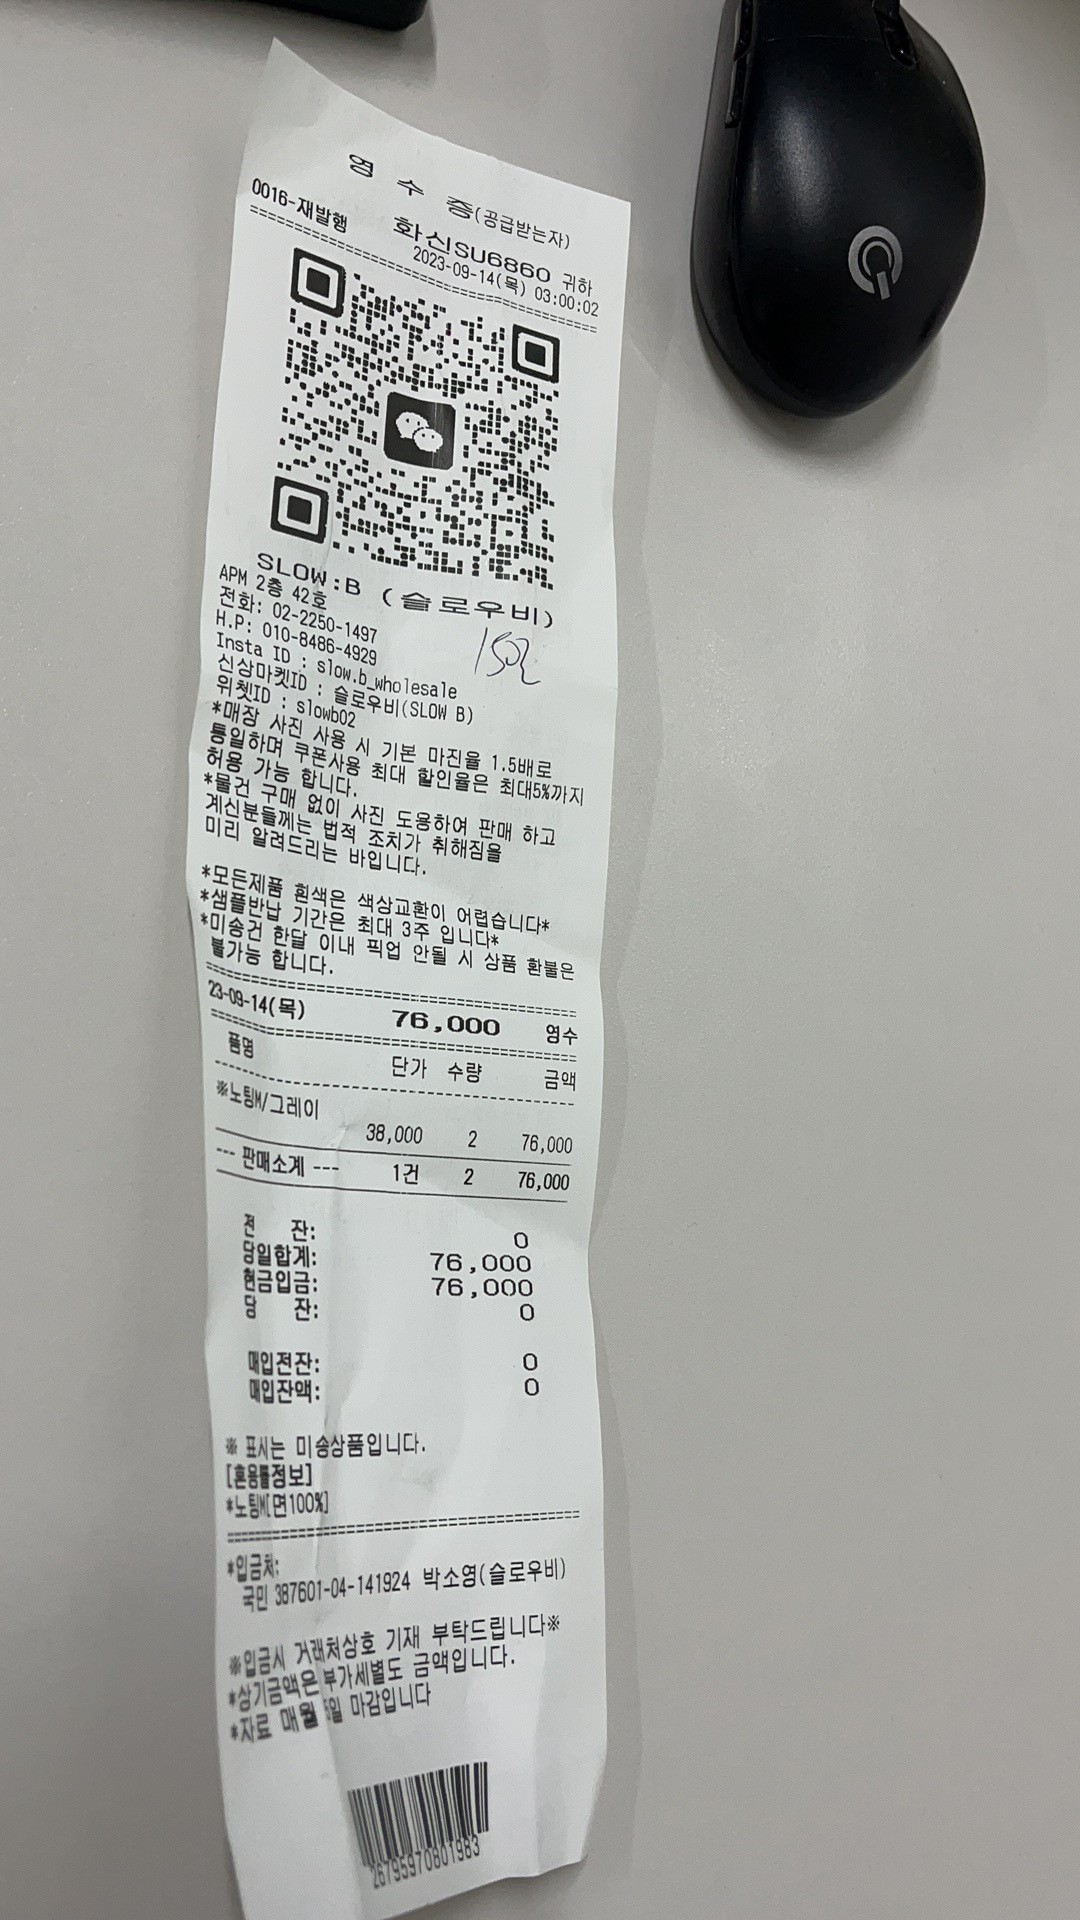 영 수 증(공급받는자)
0016-재발행
화신SU6860 귀하
2023-09-14(목) 03:00:02
SLOW:B (슬로우비)
APM 2층 42호
전화: 02-2250-1497
H.P: 010-8486-4929
Insta ID : slow.b_wholesale
신상마켓ID : 슬로우비(SLOW B)
위쳇ID : slowb02
*매장 사진 사용 시 기본 마진율 1.5배로
통일하며 쿠폰사용 최대 할인율은 최대5%까지
허용 가능 합니다.
*물건 구매 없이 사진 도용하여 판매 하고
계신분들께는 법적 조치가 취해짐을
미리 알려드리는 바입니다.
*모든제품 흰색은 색상교환이 어렵습니다*
*샘플반납 기간은 최대 3주 입니다*
*미송건 한달 이내 픽업 안될 시 상품 환불은
불가능 합니다.
23-09-14(목) 76,000 영수
품명 단가 수량 금액
※노팅M/그레이
38,000 2 76,000
--- 판매소계 --- 1건 2 76,000
전 잔: 0
당일합계: 76,000
현금입금: 76,000
당 잔: 0
매입전잔: 0
매입잔액: 0
※ 표시는 미송상품입니다.
[혼용률정보]
*노팅M[면100%]
*입금처:
국민 387601-04-141924 박소영(슬로우비)
※입금시 거래처상호 기재 부탁드립니다※
*상기금액은 부가세별도 금액입니다.
*자료 매월 5일 마감입니다
26795970801983